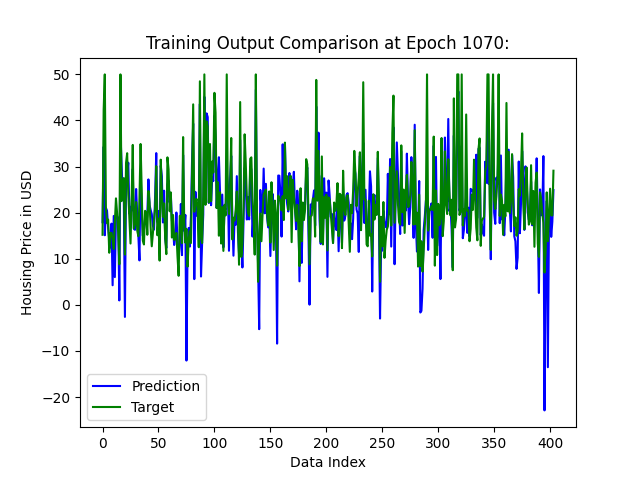 Training Output Comparison at Epoch 1070:
Housing Price in USD
50
40
30
20
10
0
−10
−20
Prediction
Target
0 50 100 150 200 250 300 350 400
Data Index